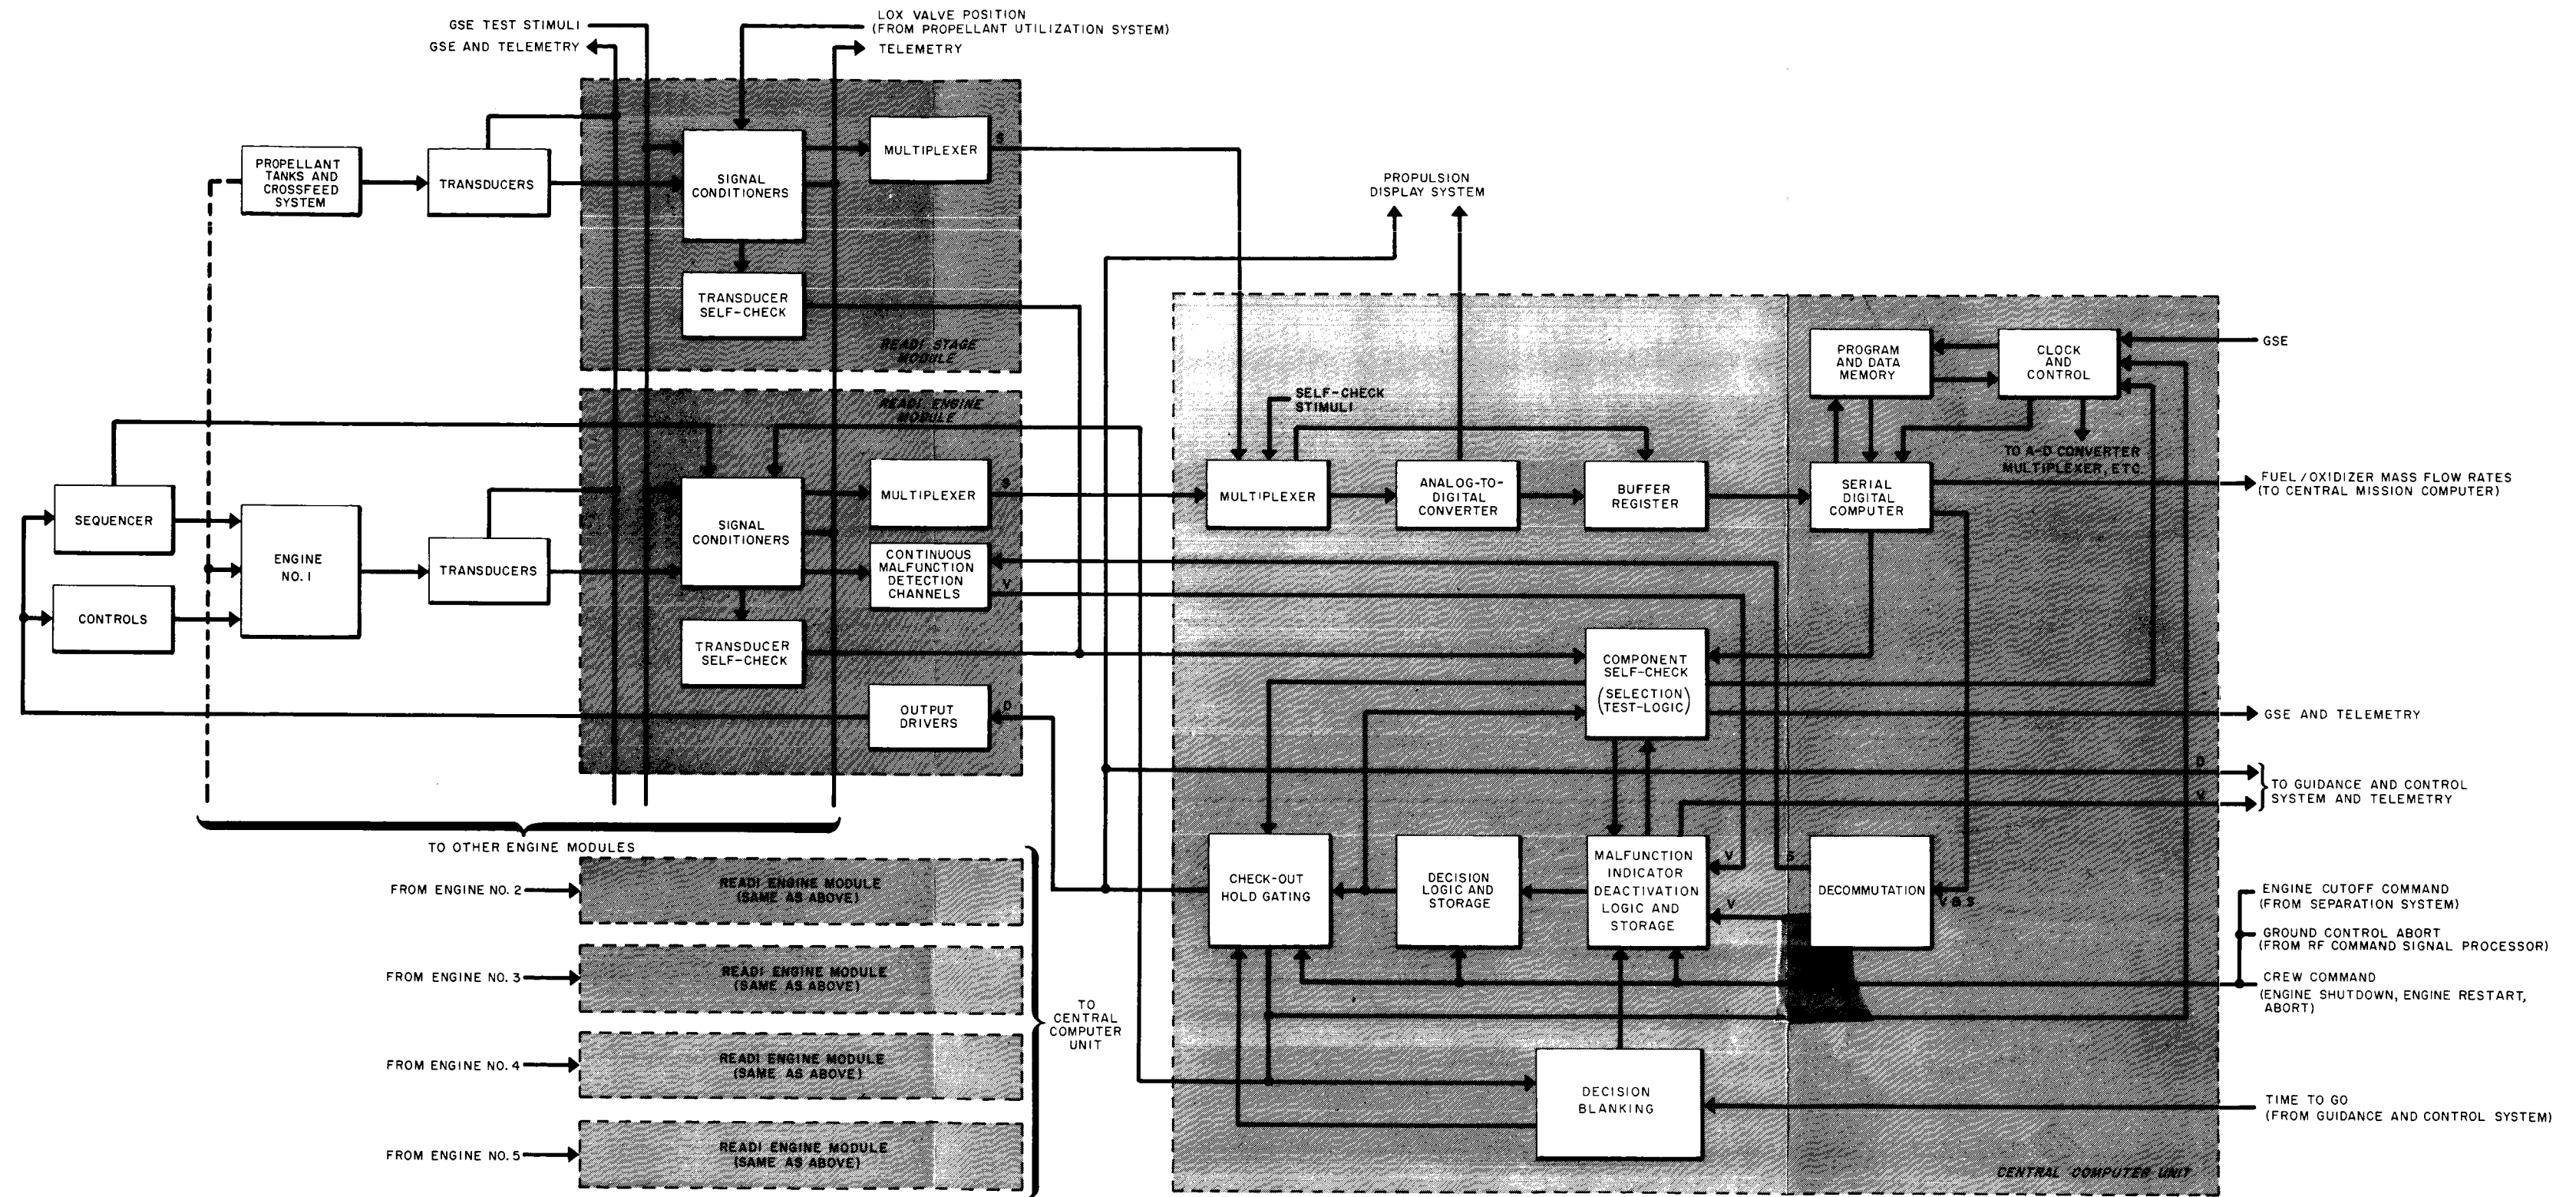 GSE TEST STIMULI
GSE AND TELEMETRY
LOX VALVE POSITION
(FROM PROPELLANT UTILIZATION SYSTEM)
TELEMETRY
PROPELLANT
TANKS AND
CROSSFEED
SYSTEM
TRANSDUCERS
SIGNAL
CONDITIONERS
MULTIPLEXER
S
TRANSDUCER
SELF-CHECK
READI STAGE
MODULE
PROPULSION
DISPLAY SYSTEM
READI ENGINE
MODULE
SEQUENCER
CONTROLS
ENGINE
NO. 1
TRANSDUCERS
SIGNAL
CONDITIONERS
MULTIPLEXER
S
CONTINUOUS
MALFUNCTION
DETECTION
CHANNELS
V
TRANSDUCER
SELF-CHECK
OUTPUT
DRIVERS
D
TO OTHER ENGINE MODULES
FROM ENGINE NO. 2
READI ENGINE MODULE
(SAME AS ABOVE)
FROM ENGINE NO. 3
READI ENGINE MODULE
(SAME AS ABOVE)
FROM ENGINE NO. 4
READI ENGINE MODULE
(SAME AS ABOVE)
FROM ENGINE NO. 5
READI ENGINE MODULE
(SAME AS ABOVE)
TO
CENTRAL
COMPUTER
UNIT
SELF-CHECK
STIMULI
MULTIPLEXER
ANALOG-TO-
DIGITAL
CONVERTER
BUFFER
REGISTER
PROGRAM
AND DATA
MEMORY
CLOCK
AND
CONTROL
GSE
TO A-D CONVERTER
MULTIPLEXER, ETC
SERIAL
DIGITAL
COMPUTER
FUEL/OXIDIZER MASS FLOW RATES
(TO CENTRAL MISSION COMPUTER)
COMPONENT
SELF-CHECK
(SELECTION
TEST-LOGIC)
GSE AND TELEMETRY
D
V
TO GUIDANCE AND CONTROL
SYSTEM AND TELEMETRY
CHECK-OUT
HOLD GATING
DECISION
LOGIC AND
STORAGE
MALFUNCTION
INDICATOR
DEACTIVATION
LOGIC AND
STORAGE
V
V
S
DECOMMUTATION
V & S
ENGINE CUTOFF COMMAND
(FROM SEPARATION SYSTEM)
GROUND CONTROL ABORT
(FROM RF COMMAND SIGNAL PROCESSOR)
CREW COMMAND
(ENGINE SHUTDOWN, ENGINE RESTART,
ABORT)
DECISION
BLANKING
TIME TO GO
(FROM GUIDANCE AND CONTROL SYSTEM)
CENTRAL COMPUTER UNIT